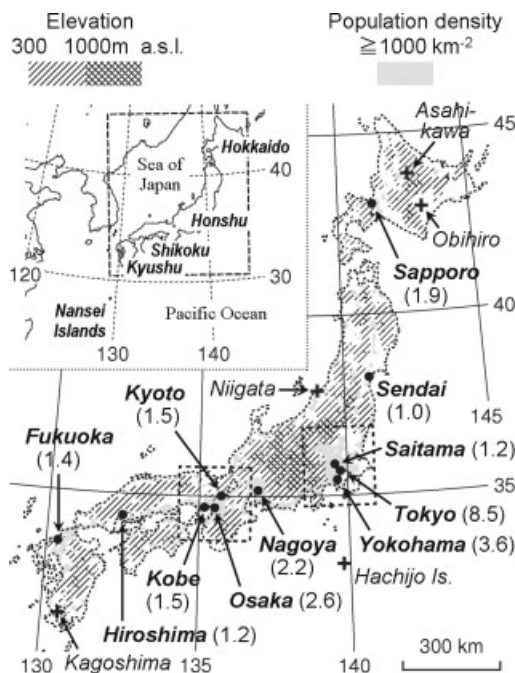 Elevation
300 1000m a.s.l.
Population density
≧1000 km-2
Asahi-
kawa
45
Hokkaido
40
Sea of
Japan
Honshu
Obihiro
Shikoku
Kyushu
120
30
Sapporo
(1.9)
Nansei
Islands
Pacific Ocean
40
130
140
Kyoto
(1.5)
Niigata
Sendai
(1.0)
145
Fukuoka
(1.4)
Saitama (1.2)
35
Tokyo (8.5)
Nagoya
(2.2)
Yokohama (3.6)
Kobe
(1.5)
Hachijo Is.
Osaka (2.6)
Hiroshima (1.2)
130
Kagoshima
135
140
300 km